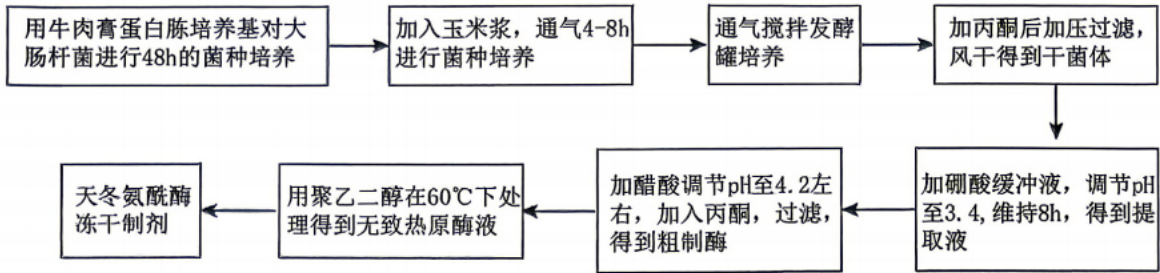 用牛肉膏蛋白胨培养基对大
肠杆菌进行48h的菌种培养
加入玉米浆，通气4-8h
进行菌种培养
通气搅拌发酵
罐培养
加丙酮后加压过滤，
风干得到干菌体
加硼酸缓冲液，调节pH
至3.4,维持8h，得到提
取液
加醋酸调节pH至4.2左
右，加入丙酮，过滤，
得到粗制酶
用聚乙二醇在60℃下处
理得到无致热原酶液
天冬氨酰酶
冻干制剂